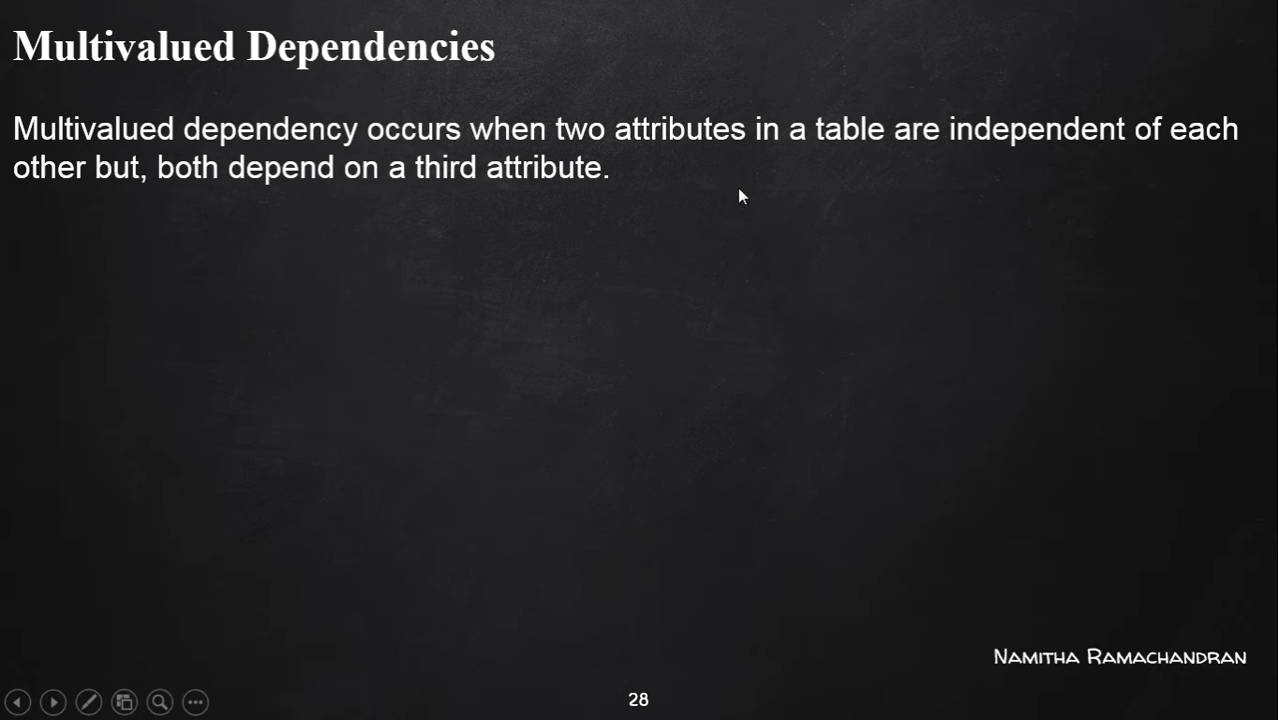 Multivalued Dependencies
Multivalued dependency occurs when two attributes in a table are independent of each
other but, both depend on a third attribute.
Namitha Ramachandran
28